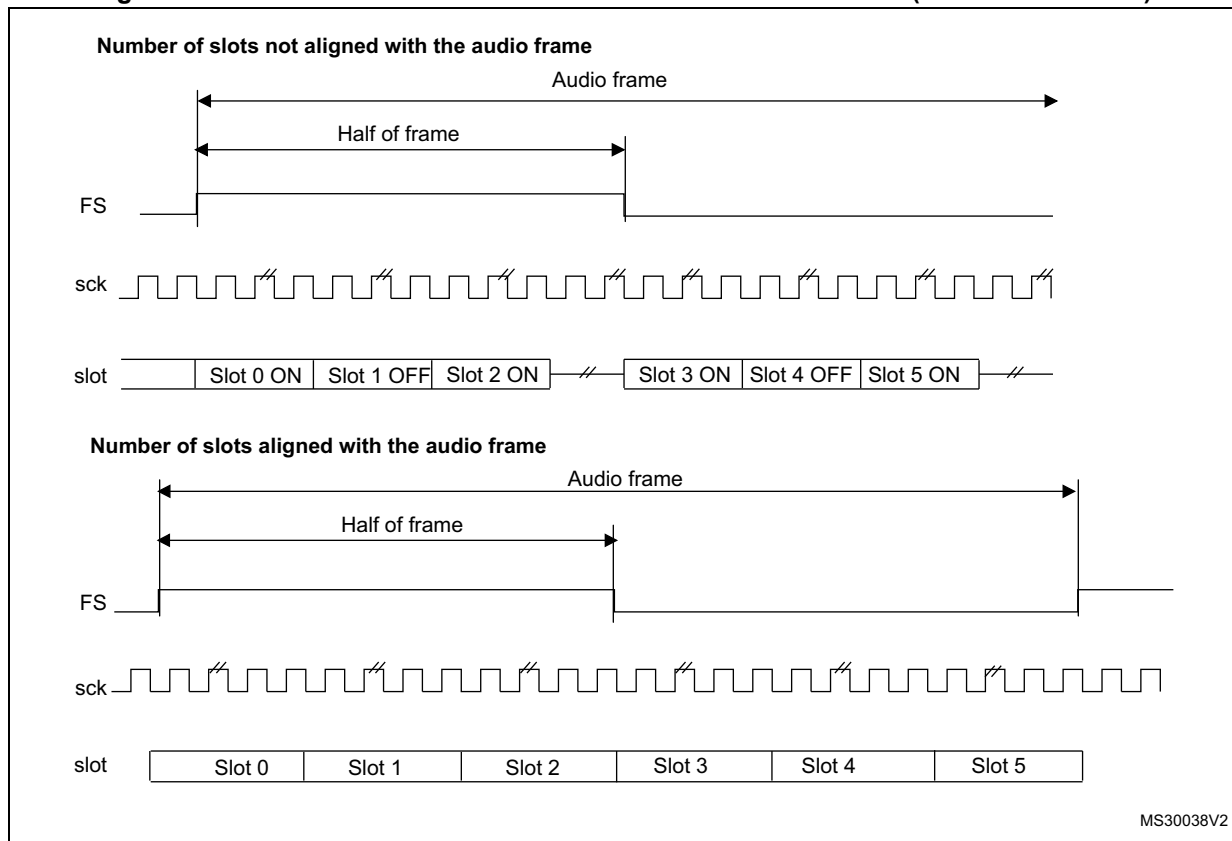 Number of slots not aligned with the audio frame
Audio frame
Half of frame
FS
sck
slot
Slot 0 ON
Slot 1 OFF
Slot 2 ON
Slot 3 ON
Slot 4 OFF
Slot 5 ON
Number of slots aligned with the audio frame
Audio frame
Half of frame
FS
sck
slot
Slot 0
Slot 1
Slot 2
Slot 3
Slot 4
Slot 5
MS30038V2